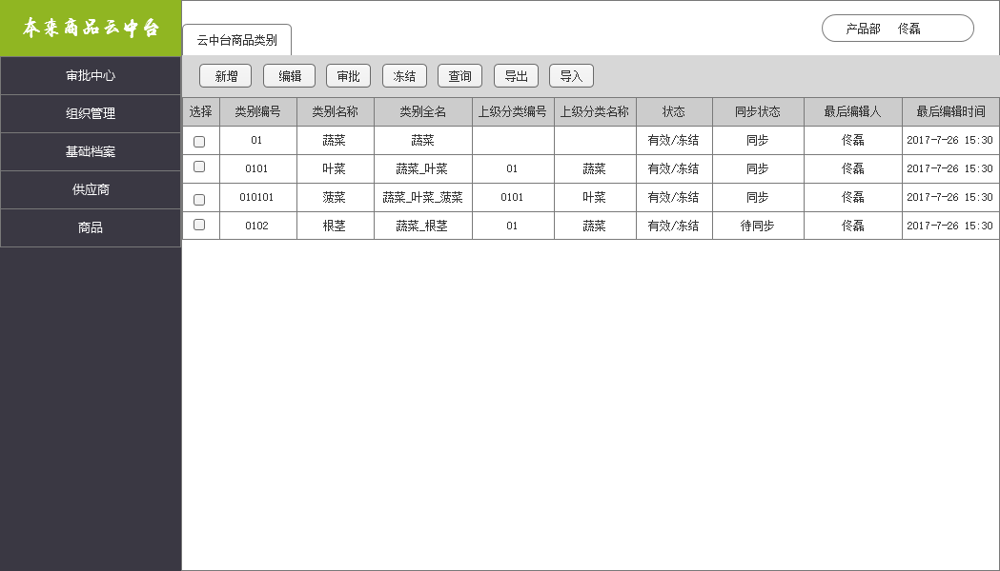 本来商品云中台
产品部 佟磊
云中台商品类别
审批中心
组织管理
基础档案
供应商
商品
新增 编辑 审批 冻结 查询 导出 导入
选择 类别编号 类别名称 类别全名 上级分类编号 上级分类名称 状态 同步状态 最后编辑人 最后编辑时间
01 蔬菜 蔬菜 有效/冻结 同步 佟磊 2017-7-26 15:30
0101 叶菜 蔬菜_叶菜 01 蔬菜 有效/冻结 同步 佟磊 2017-7-26 15:30
010101 菠菜 蔬菜_叶菜_菠菜 0101 叶菜 有效/冻结 同步 佟磊 2017-7-26 15:30
0102 根茎 蔬菜_根茎 01 蔬菜 有效/冻结 待同步 佟磊 2017-7-26 15:30